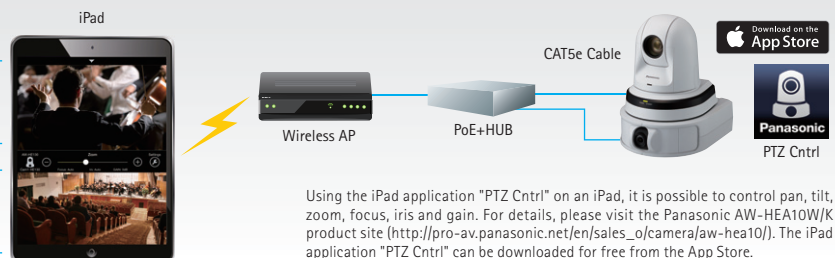 iPad
Download on the
App Store
CAT5e Cable
Zoom
Settings
Wireless AP
PoE+HUB
Panasonic
PTZ Cntrl
Using the iPad application "PTZ Cntrl" on an iPad, it is possible to control pan, tilt,
zoom, focus, iris and gain. For details, please visit the Panasonic AW-HEA10W/K
product site (http://pro-av.panasonic.net/en/sales_o/camera/aw-hea10/). The iPad
application "PTZ Cntrl" can be downloaded for free from the App Store.